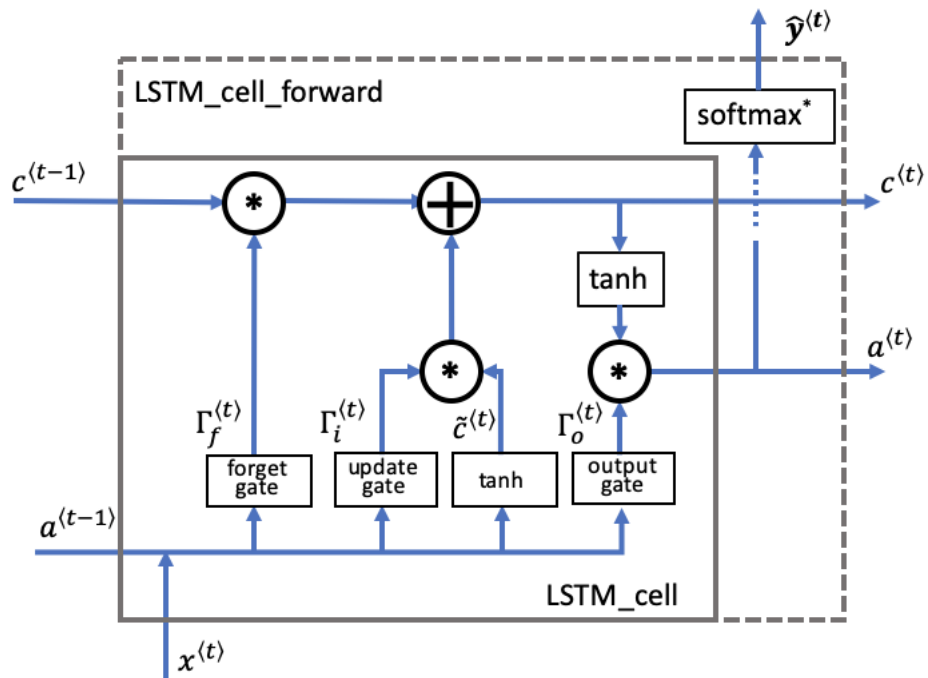 ŷ⟨t⟩
LSTM_cell_forward
softmax*
c⟨t−1⟩
*
+
c⟨t⟩
tanh
*
*
a⟨t⟩
Γf⟨t⟩
Γi⟨t⟩
c̃⟨t⟩
Γo⟨t⟩
forget
gate
update
gate
tanh
output
gate
a⟨t−1⟩
LSTM_cell
x⟨t⟩